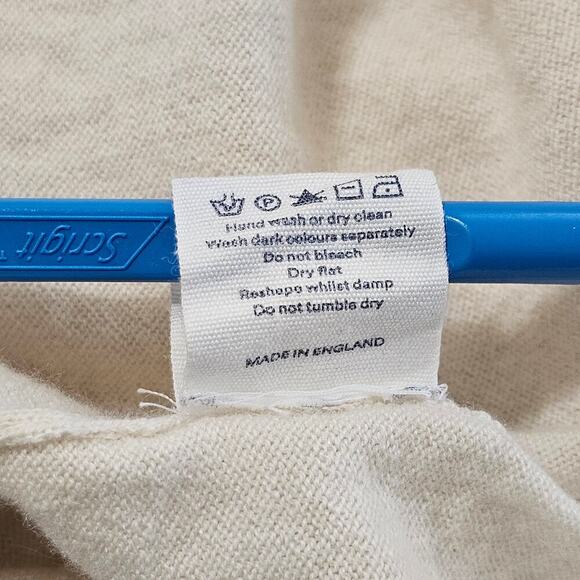 Scrigit
P
Hand wash or dry clean
Wash dark colours separately
Do not bleach
Dry flat
Reshape whilst damp
Do not tumble dry
MADE IN ENGLAND